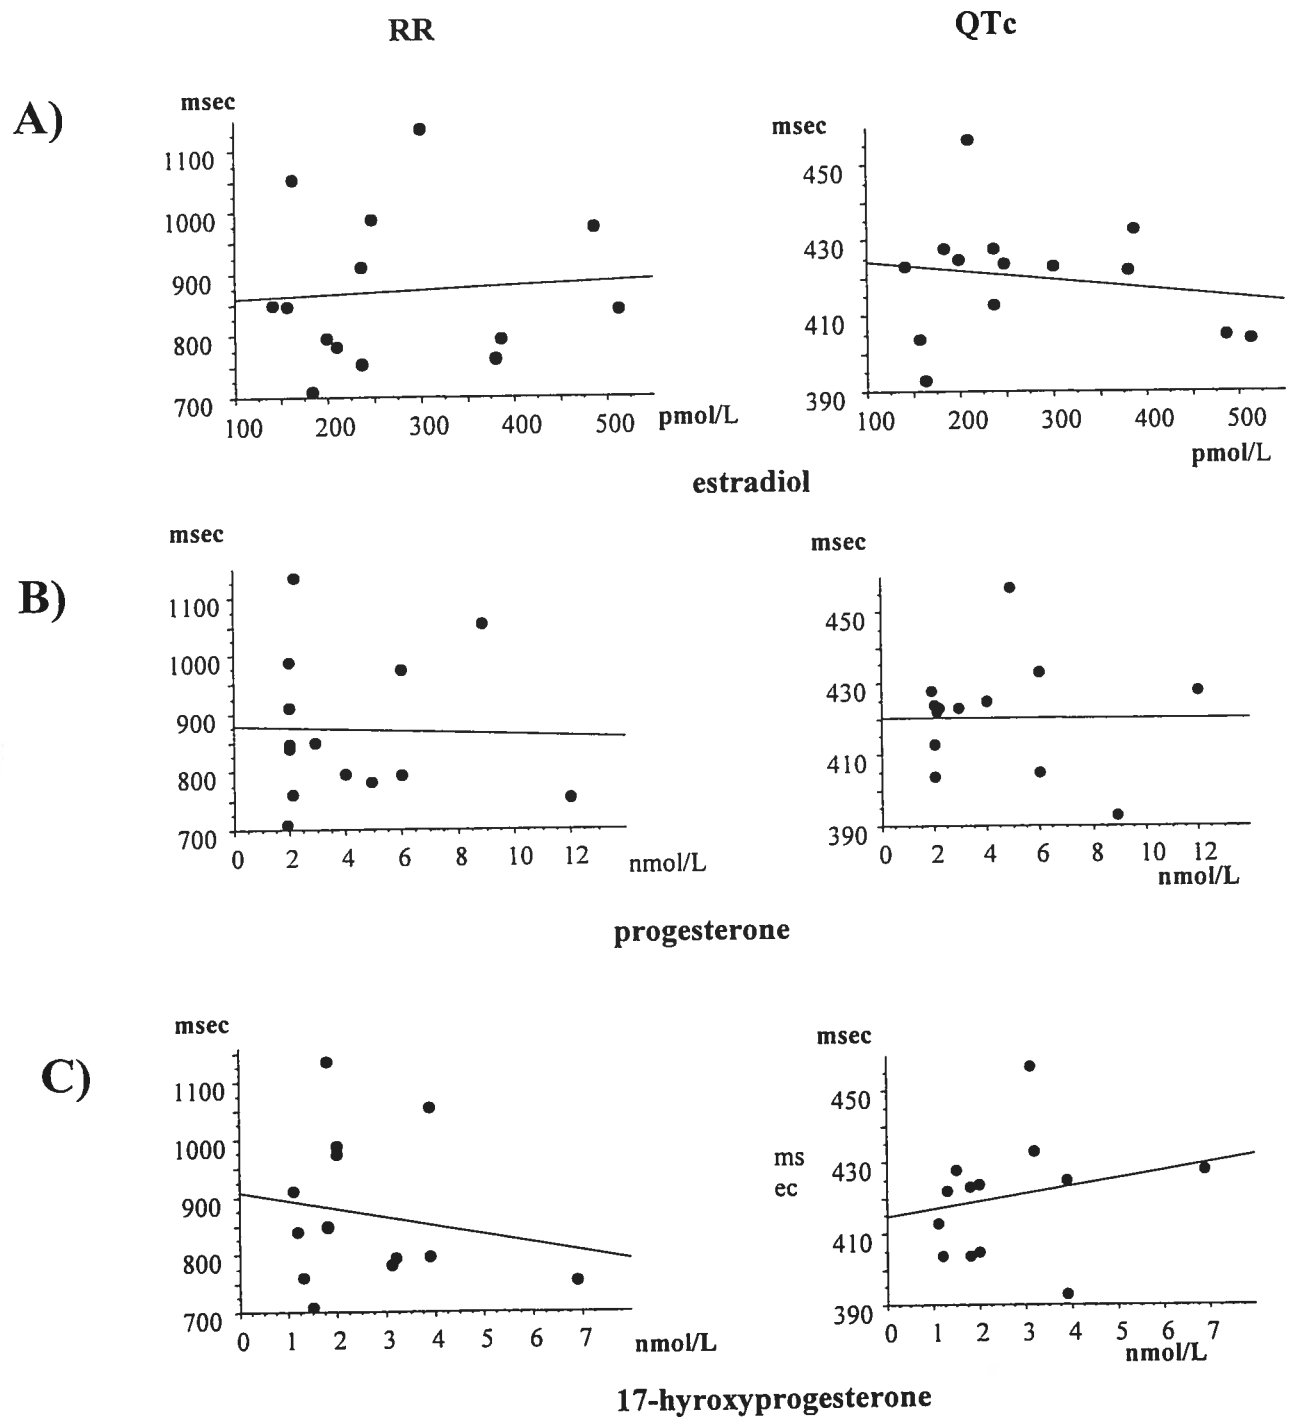 RR
QTc
A)
msec
1100
1000
900
800
700
100 200 300 400 500 pmol/L
msec
450
430
410
390
100 200 300 400 500
pmol/L
estradiol
B)
msec
1100
1000
900
800
700
0 2 4 6 8 10 12 nmol/L
msec
450
430
410
390
0 2 4 6 8 10 12
nmol/L
progesterone
C)
msec
1100
1000
900
800
700
0 1 2 3 4 5 6 7 nmol/L
msec
ms
ec
450
430
410
390
0 1 2 3 4 5 6 7
nmol/L
17-hyroxyprogesterone